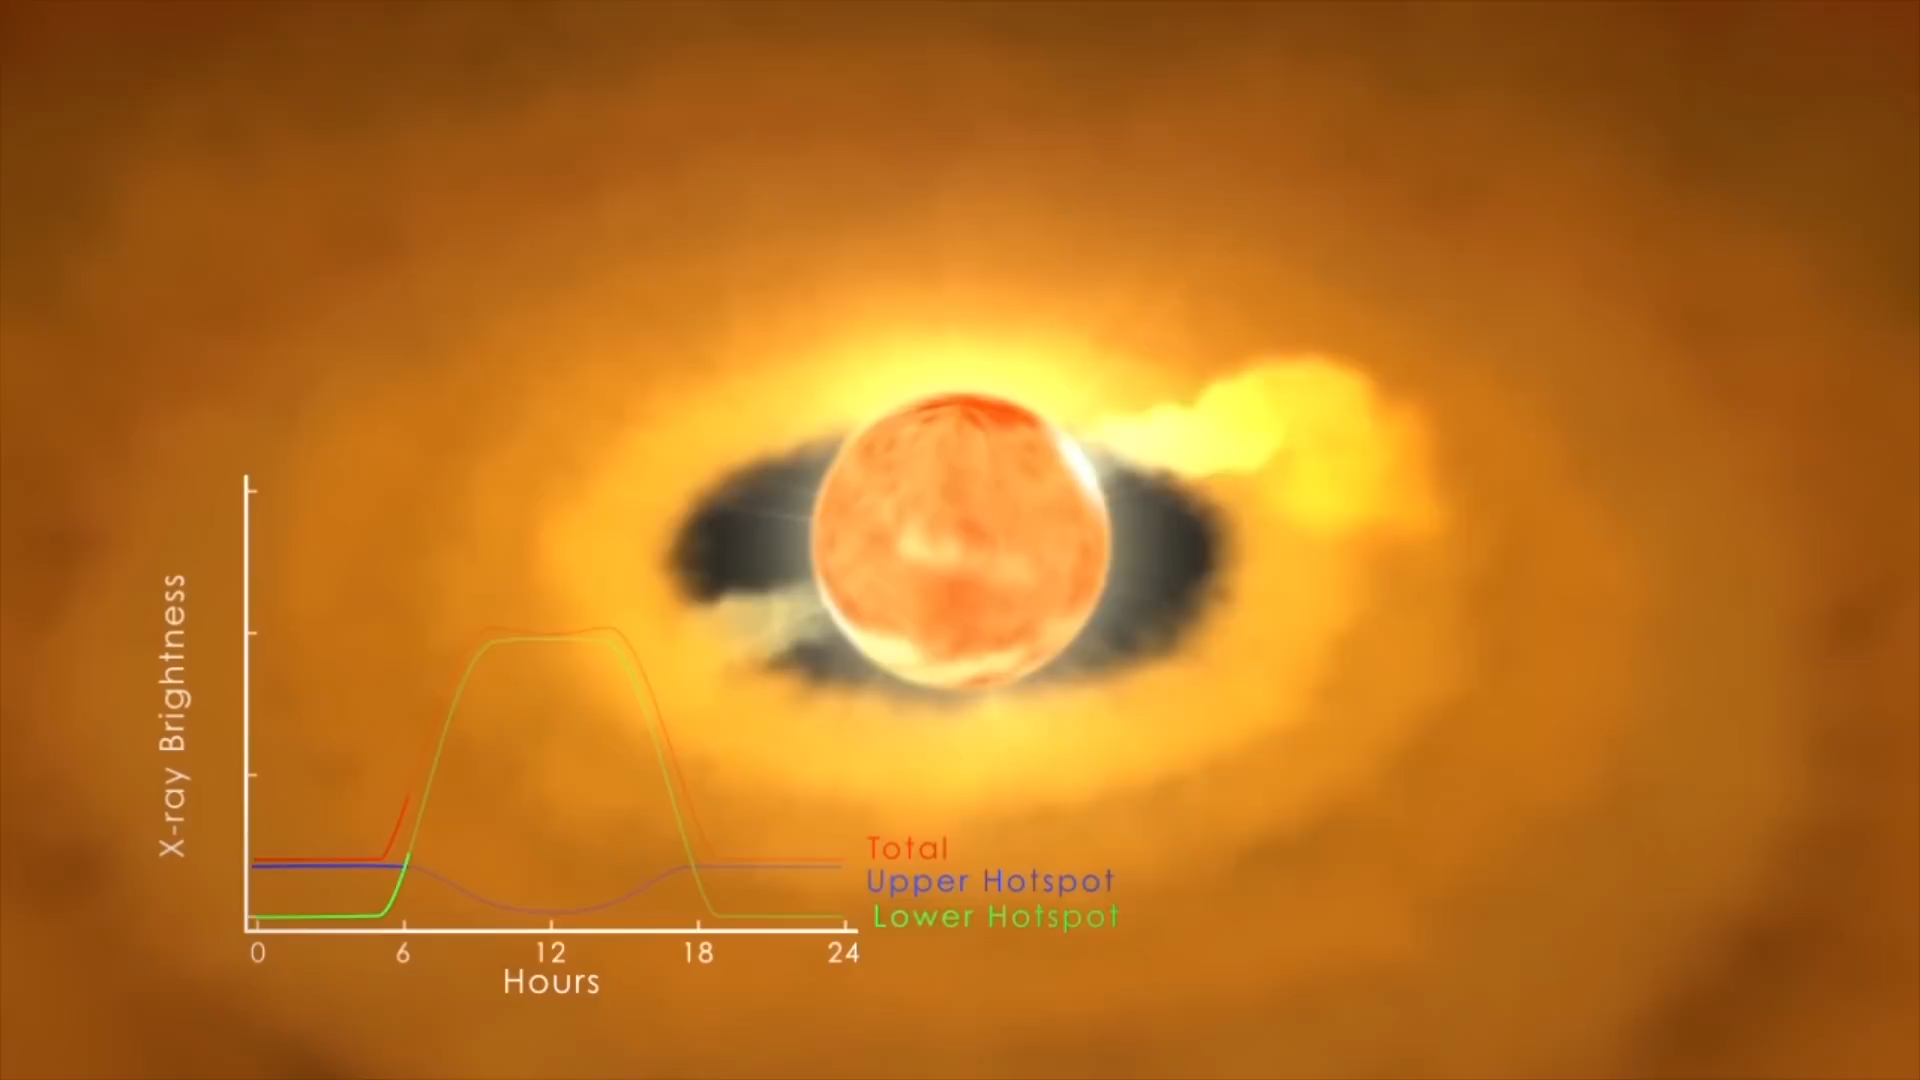 X-ray Brightness
Total
Upper Hotspot
Lower Hotspot
0 6 12 18 24
Hours